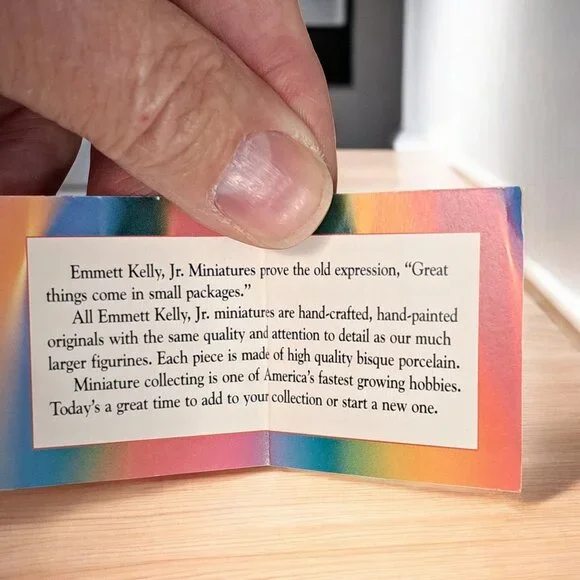 Emmett Kelly, Jr. Miniatures prove the old expression, “Great
things come in small packages.”
All Emmett Kelly, Jr. miniatures are hand-crafted, hand-painted
originals with the same quality and attention to detail as our much
larger figurines. Each piece is made of high quality bisque porcelain.
Miniature collecting is one of America’s fastest growing hobbies.
Today’s a great time to add to your collection or start a new one.